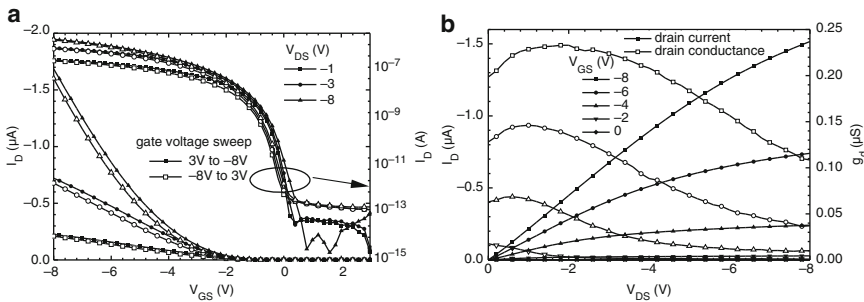 a
-2.0
-1.5
-1.0
-0.5
0.0
I_D (µA)
V_DS (V)
-1
-3
-8
gate voltage sweep
3V to -8V
-8V to 3V
10^-7
10^-9
10^-11
10^-13
10^-15
I_D (A)
-8 -6 -4 -2 0 2
V_GS (V)
b
-1.5
-1.0
-0.5
0.0
I_D (µA)
drain current
drain conductance
V_GS (V)
-8
-6
-4
-2
0
0.25
0.20
0.15
0.10
0.05
0.00
g_d (µS)
0 -2 -4 -6 -8
V_DS (V)